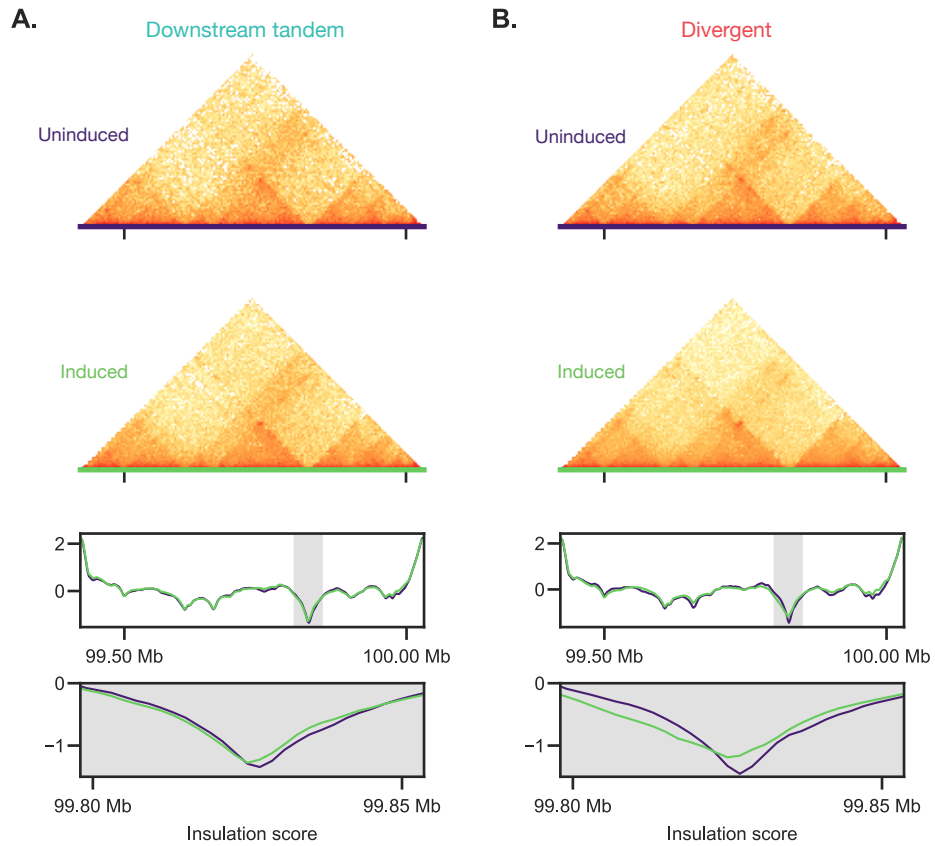 A.
Downstream tandem
Uninduced
Induced
2
0
99.50 Mb 100.00 Mb
0
−1
99.80 Mb 99.85 Mb
Insulation score
B.
Divergent
Uninduced
Induced
2
0
99.50 Mb 100.00 Mb
0
−1
99.80 Mb 99.85 Mb
Insulation score